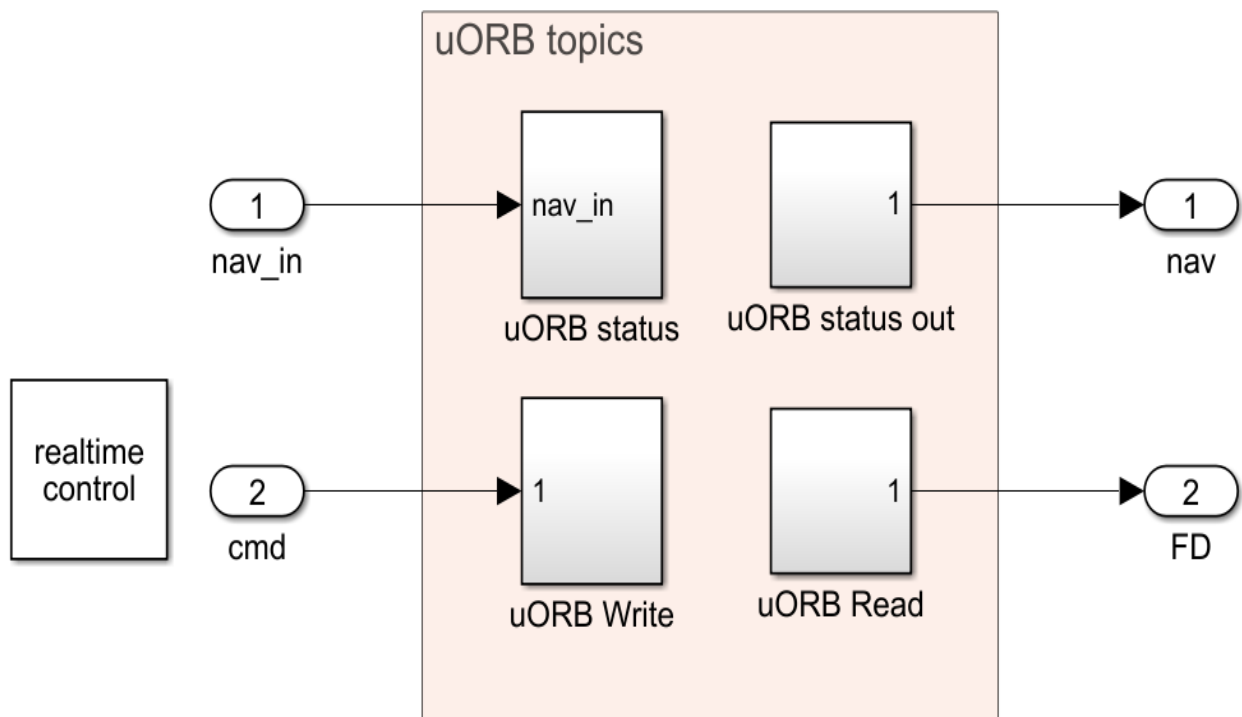 uORB topics
1
nav_in
nav_in
uORB status
1
uORB status out
1
nav
realtime
control
2
cmd
1
uORB Write
1
uORB Read
2
FD